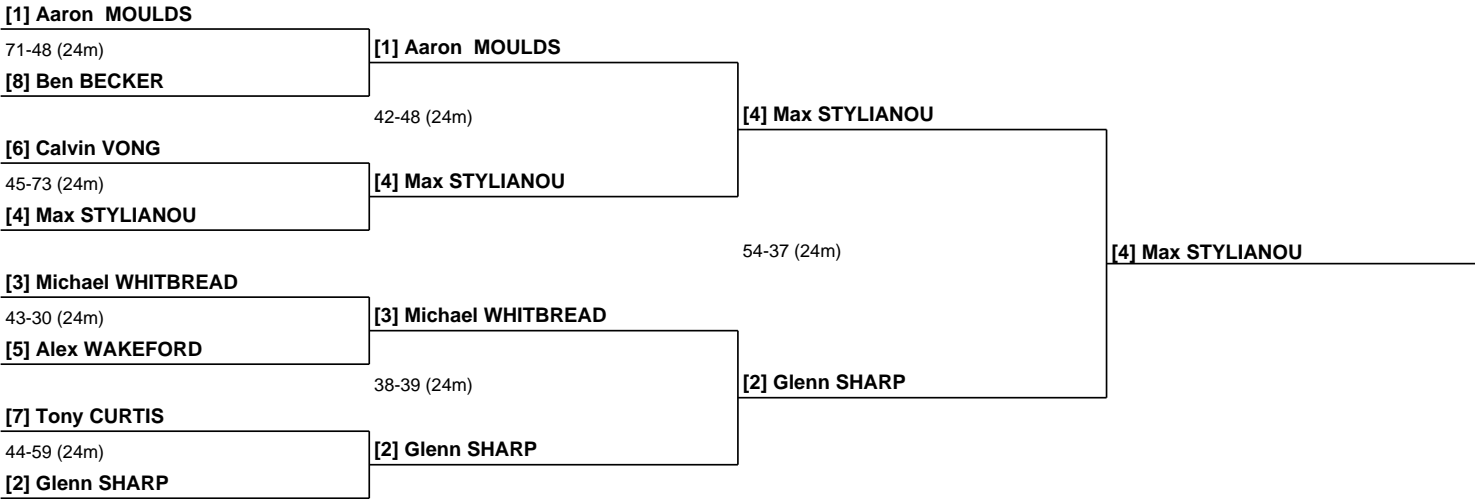 [1] Aaron  MOULDS
71-48 (24m)
[8] Ben BECKER
[6] Calvin VONG
45-73 (24m)
[4] Max STYLIANOU
[3] Michael WHITBREAD
43-30 (24m)
[5] Alex WAKEFORD
[7] Tony CURTIS
44-59 (24m)
[2] Glenn SHARP
[1] Aaron  MOULDS
42-48 (24m)
[4] Max STYLIANOU
[3] Michael WHITBREAD
38-39 (24m)
[2] Glenn SHARP
[4] Max STYLIANOU
54-37 (24m)
[2] Glenn SHARP
[4] Max STYLIANOU